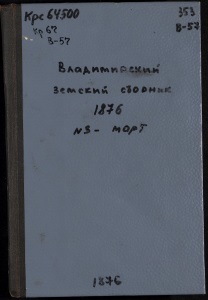 Крс 64500
353
В-57
Кр 67
В-57
Владимирский
земский сборник
1876
№3- март
1876